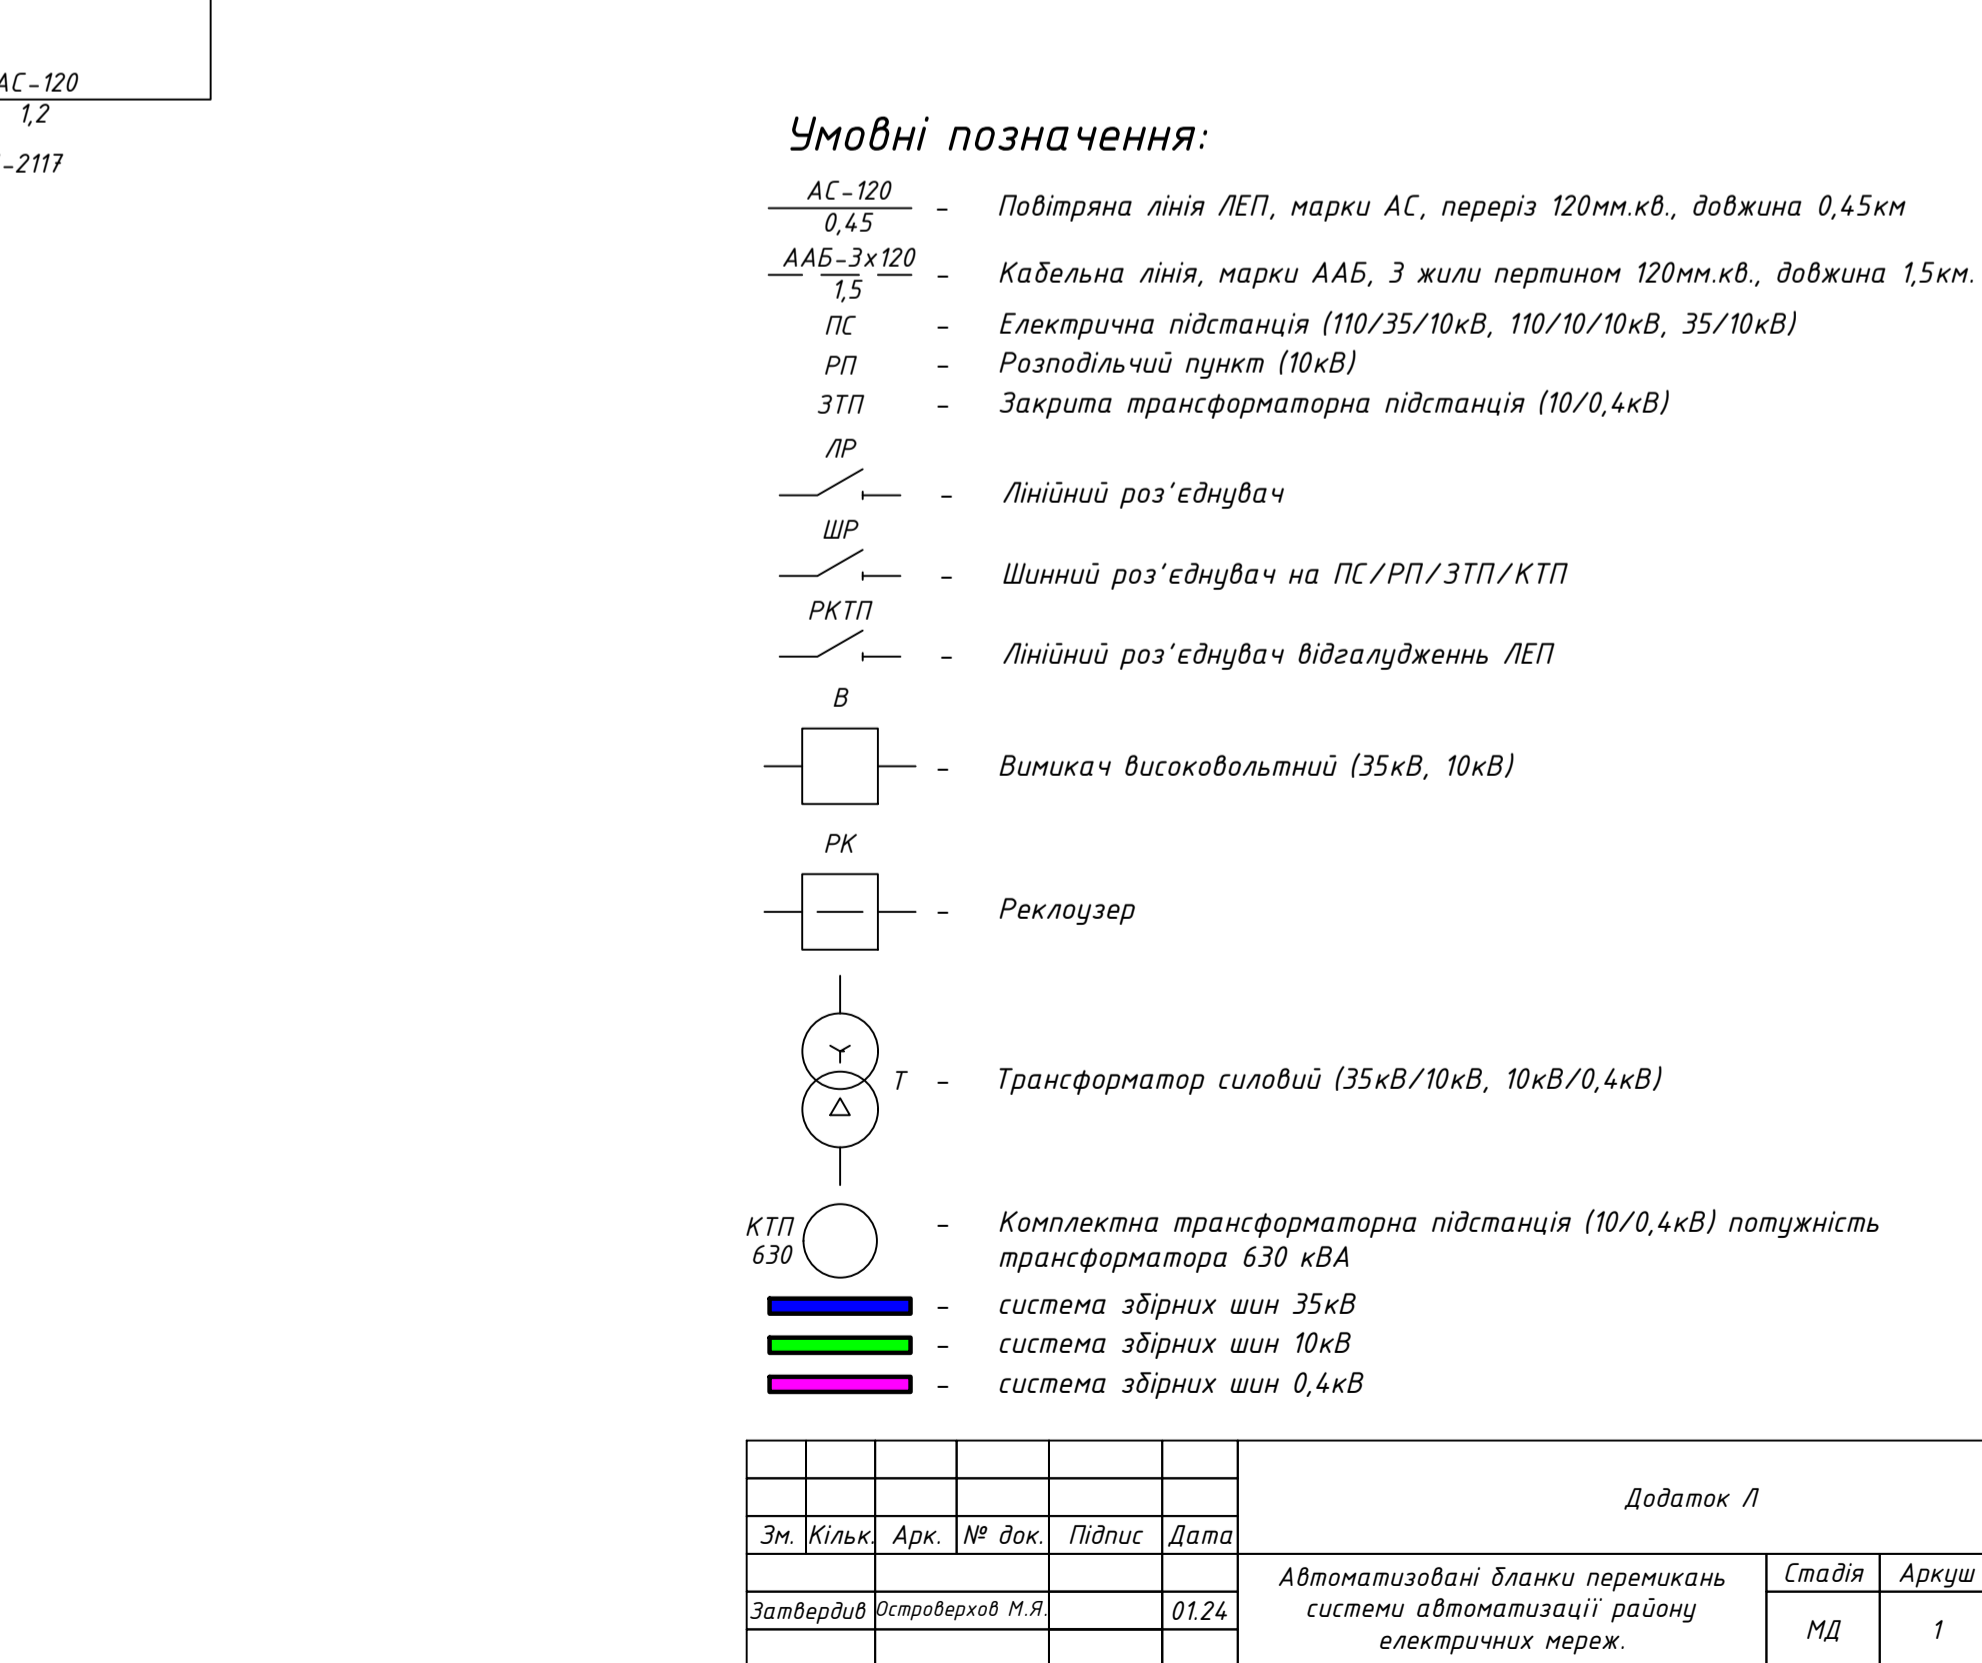 АС-120
1,2
-2117
Умовні позначення:
АС-120
0,45
- Повітряна лінія ЛЕП, марки АС, переріз 120мм.кв., довжина 0,45км
ААБ-3х120
1,5
- Кабельна лінія, марки ААБ, 3 жили пертином 120мм.кв., довжина 1,5км.
ПС - Електрична підстанція (110/35/10кВ, 110/10/10кВ, 35/10кВ)
РП - Розподільчий пункт (10кВ)
ЗТП - Закрита трансформаторна підстанція (10/0,4кВ)
ЛР
- Лінійний роз'єднувач
ШР
- Шинний роз'єднувач на ПС/РП/ЗТП/КТП
РКТП
- Лінійний роз'єднувач відгалудженнь ЛЕП
В
- Вимикач високовольтний (35кВ, 10кВ)
РК
- Реклоузер
Т - Трансформатор силовий (35кВ/10кВ, 10кВ/0,4кВ)
КТП
630
- Комплектна трансформаторна підстанція (10/0,4кВ) потужність
трансформатора 630 кВА
- система збірних шин 35кВ
- система збірних шин 10кВ
- система збірних шин 0,4кВ
Додаток Л
Зм. Кільк. Арк. № док. Підпис Дата
Затвердив Островерхов М.Я. 01.24
Автоматизовані бланки перемикань
системи автоматизації району
електричних мереж.
Стадія Аркуш
МД 1